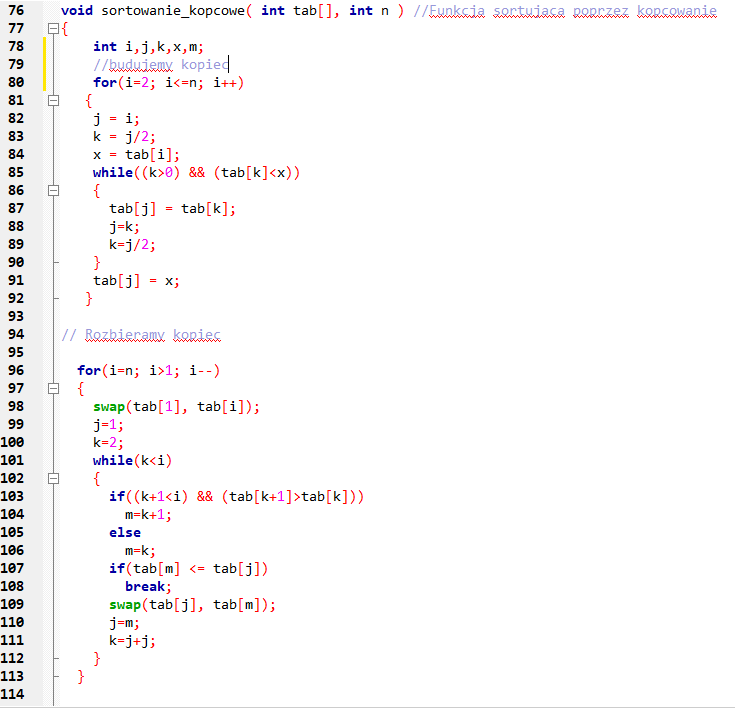 76 void sortowanie_kopcowe( int tab[], int n ) //Funkcja sortujaca poprzez kopcowanie
77 {
78 int i,j,k,x,m;
79 //budujemy kopiec
80 for(i=2; i<=n; i++)
81 {
82 j = i;
83 k = j/2;
84 x = tab[i];
85 while((k>0) && (tab[k]<x))
86 {
87 tab[j] = tab[k];
88 j=k;
89 k=j/2;
90 }
91 tab[j] = x;
92 }
93
94 // Rozbieramy kopiec
95
96 for(i=n; i>1; i--)
97 {
98 swap(tab[1], tab[i]);
99 j=1;
100 k=2;
101 while(k<i)
102 {
103 if((k+1<i) && (tab[k+1]>tab[k]))
104 m=k+1;
105 else
106 m=k;
107 if(tab[m] <= tab[j])
108 break;
109 swap(tab[j], tab[m]);
110 j=m;
111 k=j+j;
112 }
113 }
114